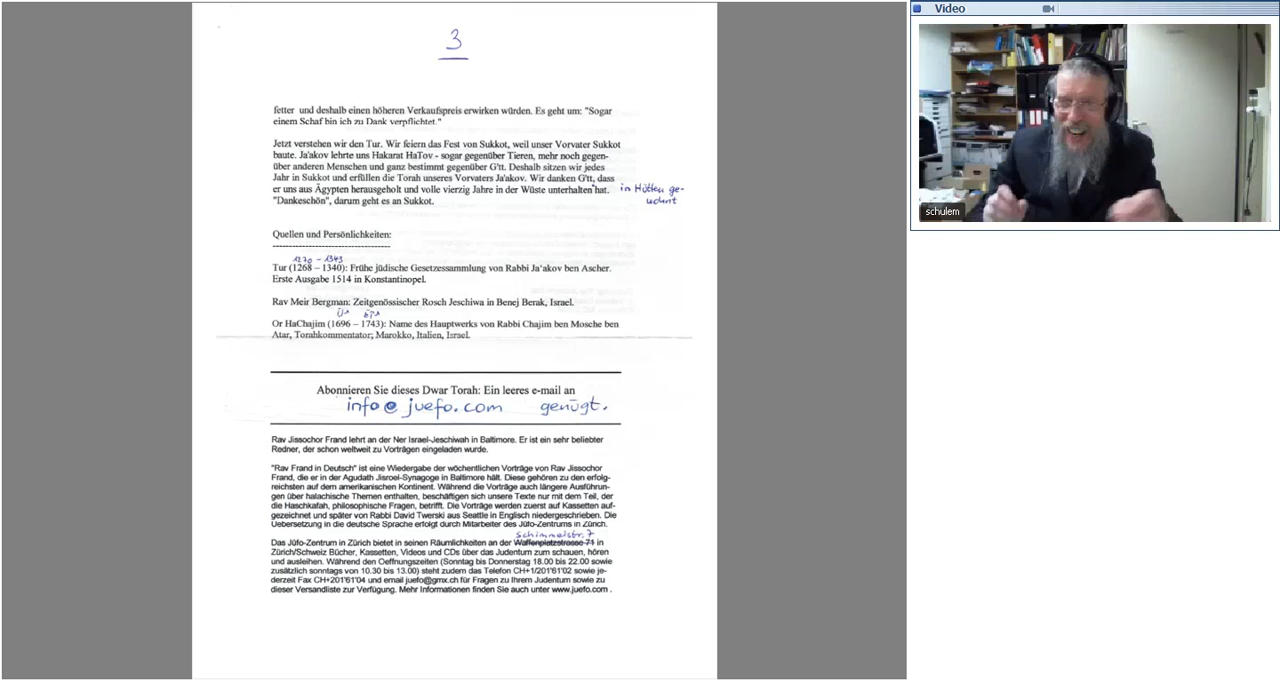 Video
schulem
3
fetter und deshalb einen höheren Verkaufspreis erwirken würden. Es geht um: "Sogar
einem Schaf bin ich zu Dank verpflichtet."
Jetzt verstehen wir den Tur. Wir feiern das Fest von Sukkot, weil unser Vorvater Sukkot
baute. Ja'akov lehrte uns Hakarat HaTov - sogar gegenüber Tieren, mehr noch gegen-
über anderen Menschen und ganz bestimmt gegenüber G'tt. Deshalb sitzen wir jedes
Jahr in Sukkot und erfüllen die Torah unseres Vorvaters Ja'akov. Wir danken G'tt, dass
er uns aus Ägypten herausgeholt und volle vierzig Jahre in der Wüste unterhalten hat. in Hütten ge-
"Dankeschön", darum geht es an Sukkot.
Quellen und Persönlichkeiten:
----------------------------------
1270 - 1343
Tur (1268 – 1340): Frühe jüdische Gesetzessammlung von Rabbi Ja'akov ben Ascher.
Erste Ausgabe 1514 in Konstantinopel.
Rav Meir Bergman: Zeitgenössischer Rosch Jeschiwa in Benej Berak, Israel.
Or HaChajim (1696 – 1743): Name des Hauptwerks von Rabbi Chajim ben Mosche ben
Atar, Torahkommentator; Marokko, Italien, Israel.
Abonnieren Sie dieses Dwar Torah: Ein leeres e-mail an
info@juefo.com genügt.
Rav Jissochor Frand lehrt an der Ner Israel-Jeschiwah in Baltimore. Er ist ein sehr beliebter
Redner, der schon weltweit zu Vorträgen eingeladen wurde.
"Rav Frand in Deutsch" ist eine Wiedergabe der wöchentlichen Vorträge von Rav Jissochor
Frand, die er in der Agudath Jisroel-Synagoge in Baltimore hält. Diese gehören zu den erfolg-
reichsten auf dem amerikanischen Kontinent. Während die Vorträge auch längere Ausführun-
gen über halachische Themen enthalten, beschäftigen sich unsere Texte nur mit dem Teil, der
die Haschkafah, philosophische Fragen, betrifft. Die Vorträge werden zuerst auf Kassetten auf-
gezeichnet und später von Rabbi David Twerski aus Seattle in Englisch niedergeschrieben. Die
Uebersetzung in die deutsche Sprache erfolgt durch Mitarbeiter des Jüfo-Zentrums in Zürich.
Schimmelstr. 7
Das Jüfo-Zentrum in Zürich bietet in seinen Räumlichkeiten an der Waffenplatzstrasse 71 in
Zürich/Schweiz Bücher, Kassetten, Videos und CDs über das Judentum zum schauen, hören
und ausleihen. Während den Oeffnungszeiten (Sonntag bis Donnerstag 18.00 bis 22.00 sowie
zusätzlich sonntags von 10.30 bis 13.00) steht zudem das Telefon CH+1/201'61'02 sowie je-
derzeit Fax CH+201'61'04 und email juefo@gmx.ch für Fragen zu Ihrem Judentum sowie zu
dieser Versandliste zur Verfügung. Mehr Informationen finden Sie auch unter www.juefo.com .